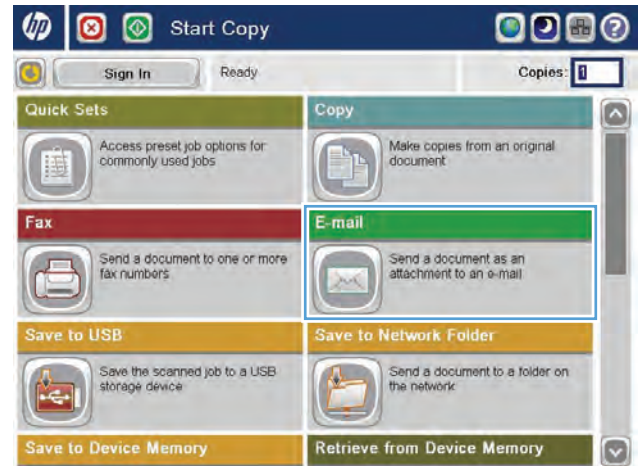 hp Start Copy ?
Sign In Ready Copies: 1
Quick Sets
Access preset job options for
commonly used jobs
Copy
Make copies from an original
document
Fax
Send a document to one or more
fax numbers
E-mail
Send a document as an
attachment to an e-mail
Save to USB
Save the scanned job to a USB
storage device
Save to Network Folder
Send a document to a folder on
the network
Save to Device Memory
Retrieve from Device Memory